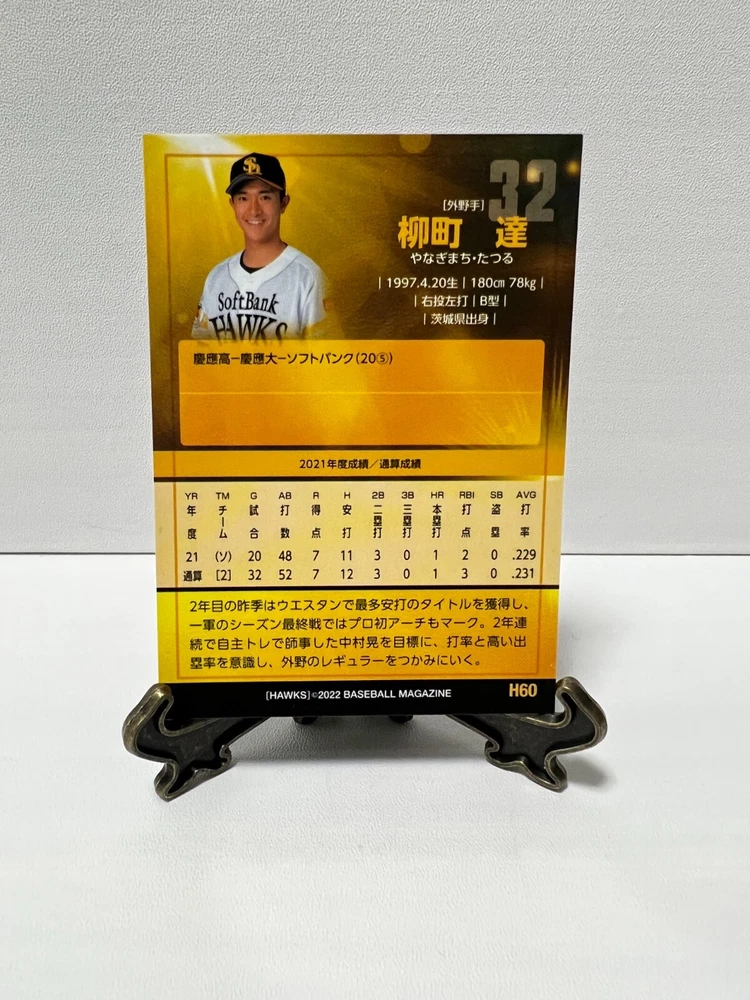 32
[外野手]
柳町 達
やなぎまち・たつる
| 1997.4.20生 | 180㎝ 78kg |
| 右投左打 | B型 |
| 茨城県出身 |
SoftBank
HAWKS
慶應高ー慶應大ーソフトバンク(20⑤)
2021年度成績／通算成績
YR TM G AB R H 2B 3B HR RBI SB AVG
年度 チーム 試合 打数 得点 安打 二塁打 三塁打 本塁打 打点 盗塁 打率
21 (ソ) 20 48 7 11 3 0 1 2 0 .229
通算 [2] 32 52 7 12 3 0 1 3 0 .231
2年目の昨季はウエスタンで最多安打のタイトルを獲得し、
一軍のシーズン最終戦ではプロ初アーチもマーク。2年連
続で自主トレで師事した中村晃を目標に、打率と高い出
塁率を意識し、外野のレギュラーをつかみにいく。
[HAWKS]©2022 BASEBALL MAGAZINE
H60